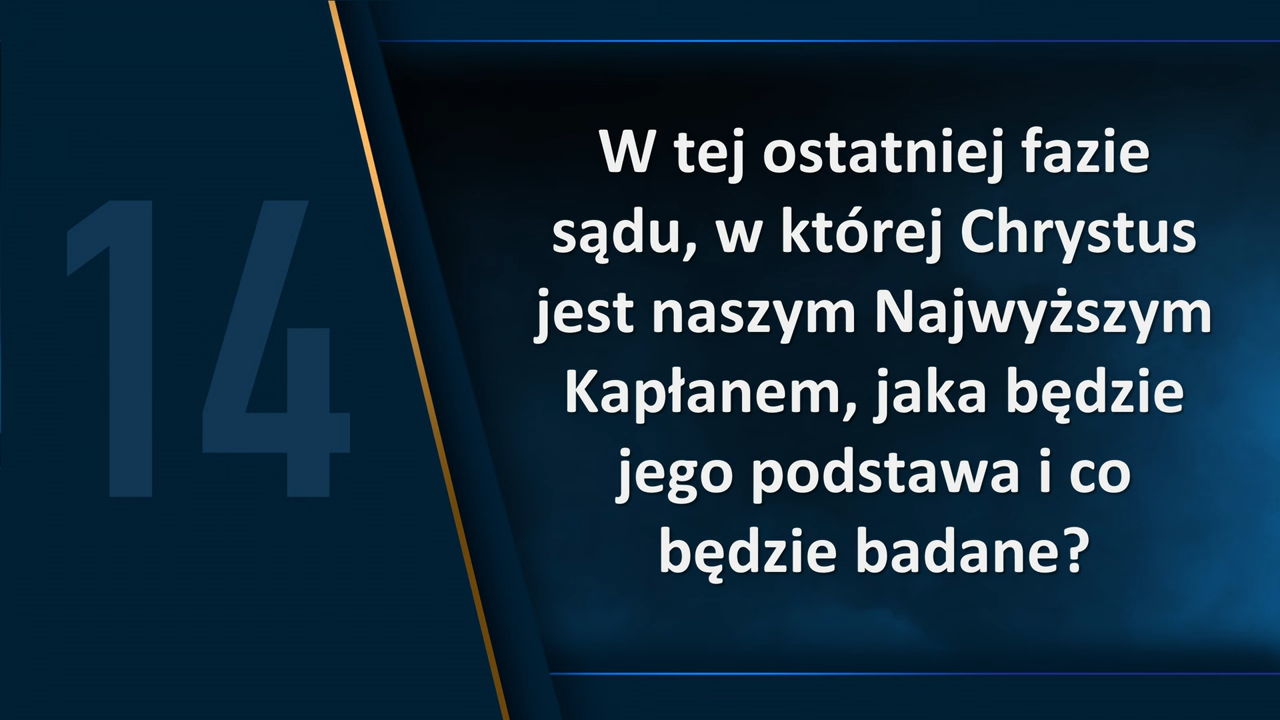 14
W tej ostatniej fazie
sądu, w której Chrystus
jest naszym Najwyższym
Kapłanem, jaka będzie
jego podstawa i co
będzie badane?